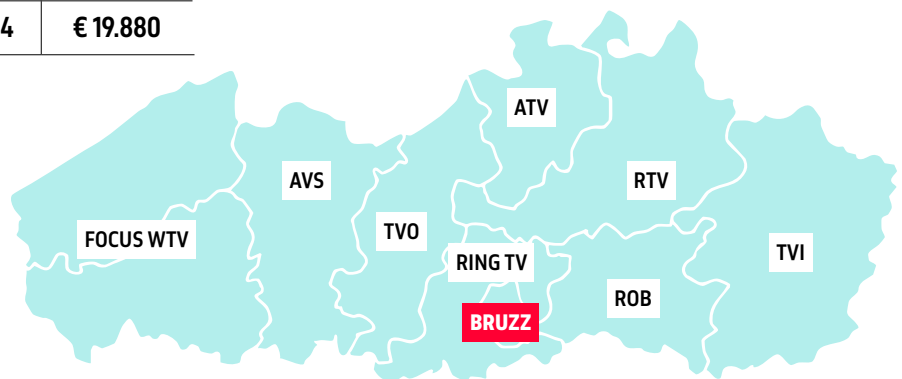 4 € 19.880
ATV
AVS
RTV
TVO
FOCUS WTV
TVI
RING TV
ROB
BRUZZ